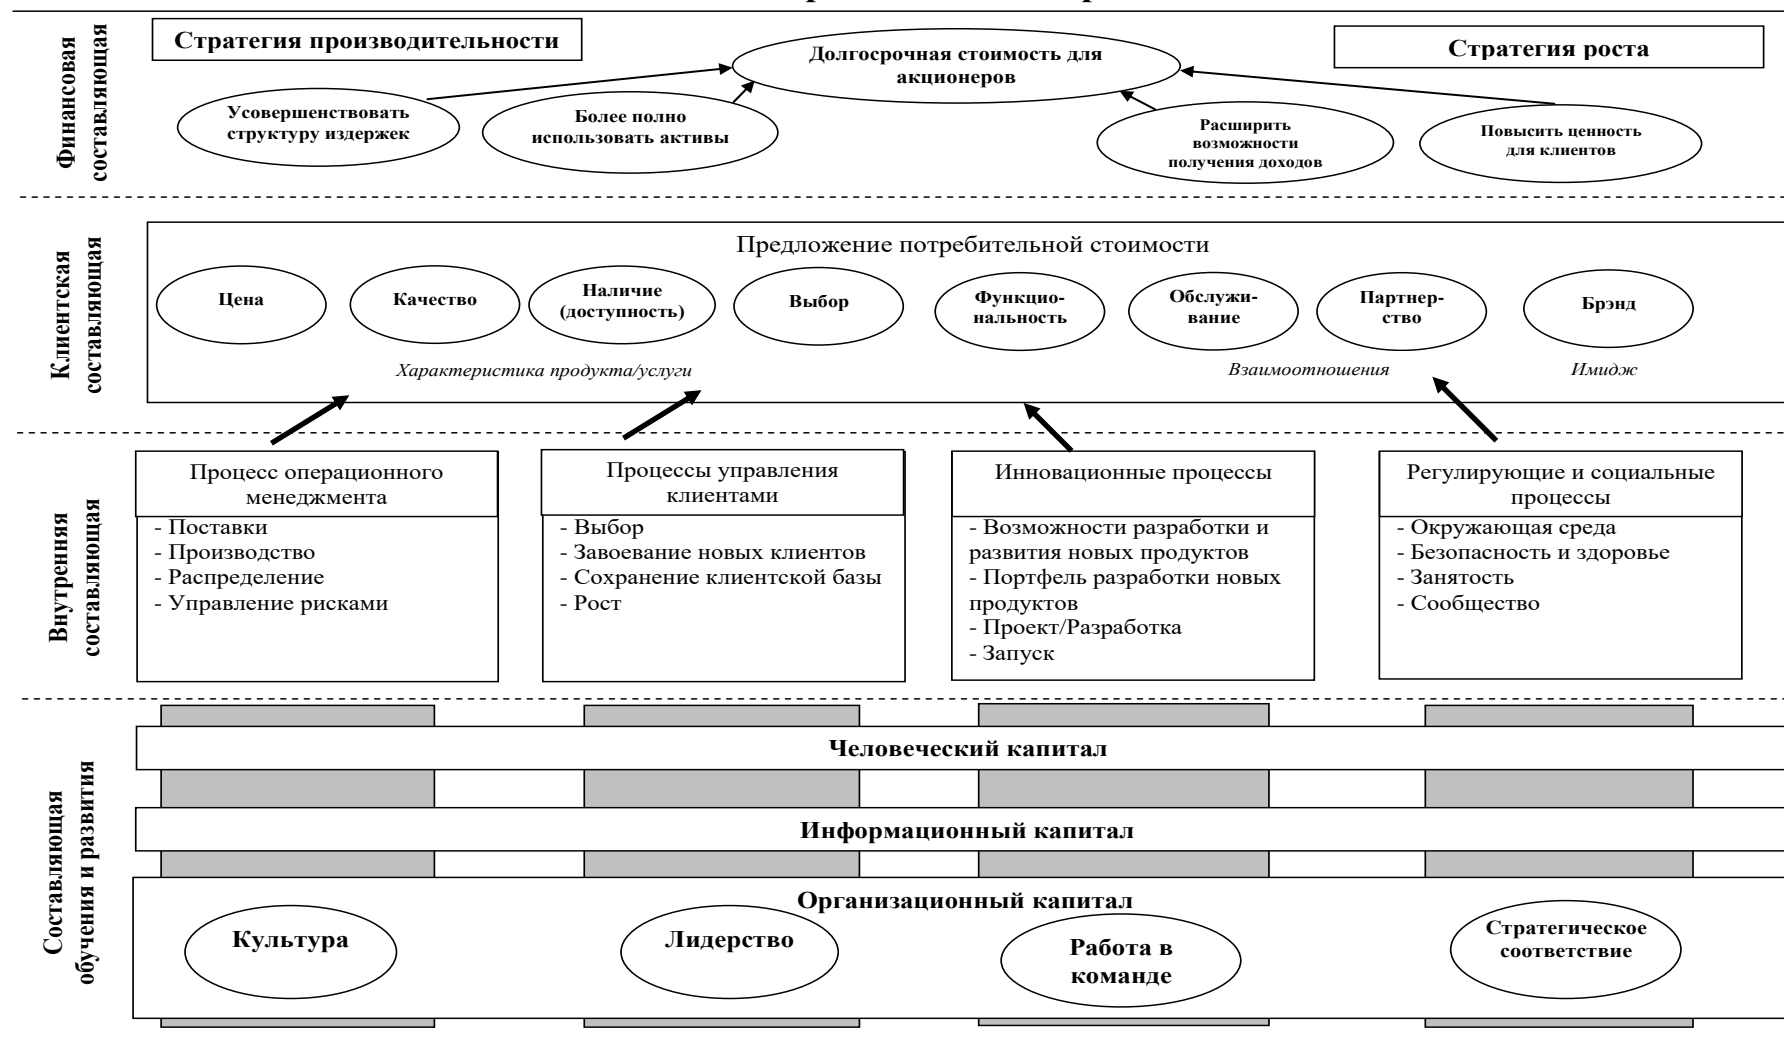 Финансовая
составляющая
Стратегия производительности
Долгосрочная стоимость для
акционеров
Стратегия роста
Усовершенствовать
структуру издержек
Более полно
использовать активы
Расширить
возможности
получения доходов
Повысить ценность
для клиентов
Клиентская
составляющая
Предложение потребительной стоимости
Цена
Качество
Наличие
(доступность)
Выбор
Функцио-
нальность
Обслужи-
вание
Партнер-
ство
Брэнд
Характеристика продукта/услуги
Взаимоотношения
Имидж
Внутренняя
составляющая
Процесс операционного
менеджмента
- Поставки
- Производство
- Распределение
- Управление рисками
Процессы управления
клиентами
- Выбор
- Завоевание новых клиентов
- Сохранение клиентской базы
- Рост
Инновационные процессы
- Возможности разработки и
развития новых продуктов
- Портфель разработки новых
продуктов
- Проект/Разработка
- Запуск
Регулирующие и социальные
процессы
- Окружающая среда
- Безопасность и здоровье
- Занятость
- Сообщество
Составляющая
обучения и развития
Человеческий капитал
Информационный капитал
Организационный капитал
Культура
Лидерство
Работа в
команде
Стратегическое
соответствие